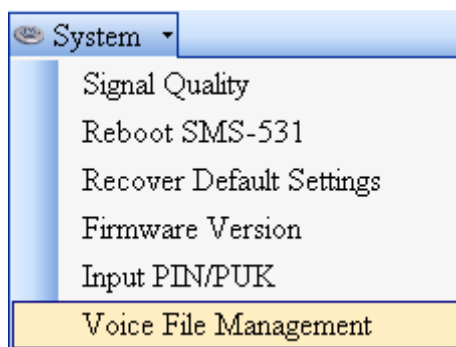 System
Signal Quality
Reboot SMS-531
Recover Default Settings
Firmware Version
Input PIN/PUK
Voice File Management